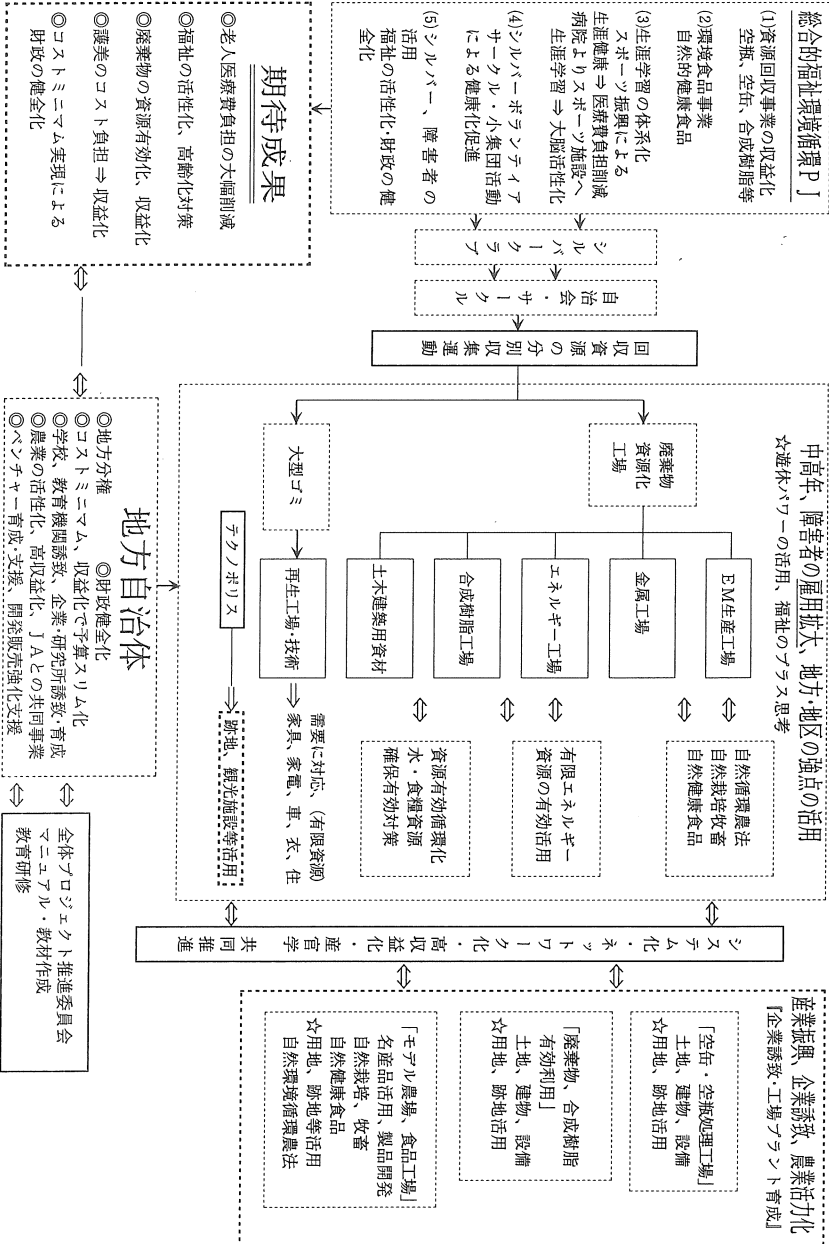 総合的福祉環境循環PJ
(1)資源回収事業の収益化
空瓶、空缶、合成樹脂等
(2)環境食品事業
自然的健康食品
(3)生涯学習の体系化
スポーツ振興による
生涯健康⇒医療費負担削減
病院よりスポーツ施設へ
生涯学習⇒大脳活性化
(4)シルバーボランティア
サークル・小集団活動
による健康化促進
(5)シルバー、障害者の
活用
福祉の活性化・財政の健
全化
期待成果
◎老人医療費負担の大幅削減
◎福祉の活性化、高齢化対策
◎廃棄物の資源有効化、収益化
◎護美のコスト負担⇒収益化
◎コストミニマム実現による
財政の健全化
シルバークラブ
自治会・サークル
回収資源の分別収集運動
中高年、障害者の雇用拡大、地方・地区の強点の活用
☆遊休パワーの活用、福祉のプラス思考
廃棄物
資源化
工場
大型ゴミ
EM生産工場
金属工場
エネルギー工場
合成樹脂工場
土木建築用資材
再生工場・技術
テクノポリス
自然循環農法
自然栽培牧畜
自然健康食品
有限エネルギー
資源の有効活用
資源有効循環化
水・食糧資源
確保有効対策
需要に対応、(有限資源)
家具、家電、車、衣、住
跡地、観光施設等活用
地方自治体
◎地方分権 ◎財政健全化
◎コストミニマム、収益化で予算スリム化
◎学校、教育機関誘致、企業・研究所誘致・育成
◎農業の活性化、高収益化、JAとの共同事業
◎ベンチャー育成・支援、開発販売強化支援
全体プロジェクト推進委員会
マニュアル・教材作成
教育研修
システム化・ネットワーク化・高収益化・産官学 共同推進
産業振興、企業誘致、農業活力化
『企業誘致・工場プラント育成』
「空缶・空瓶処理工場」
土地、建物、設備
☆用地、跡地活用
「廃棄物、合成樹脂
有効利用」
土地、建物、設備
☆用地、跡地活用
「モデル農場、食品工場」
名産品活用、製品開発
自然栽培、牧畜
自然健康食品
☆用地、跡地等活用
自然環境循環農法